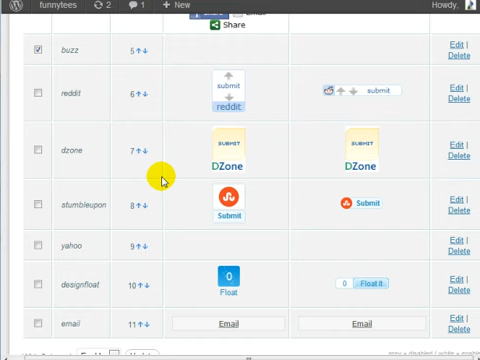 funnytees 2 1 + New Howdy,
Share
buzz 5 Edit |
Delete
submit
reddit 6 submit Edit |
reddit Delete
SUBMIT SUBMIT
dzone 7 Edit |
DZone DZone Delete
stumbleupon 8 Submit Edit |
Submit Delete
yahoo 9 Edit |
Delete
0
designfloat 10 0 Float It Edit |
Float Delete
email 11 Email Email Edit |
Delete